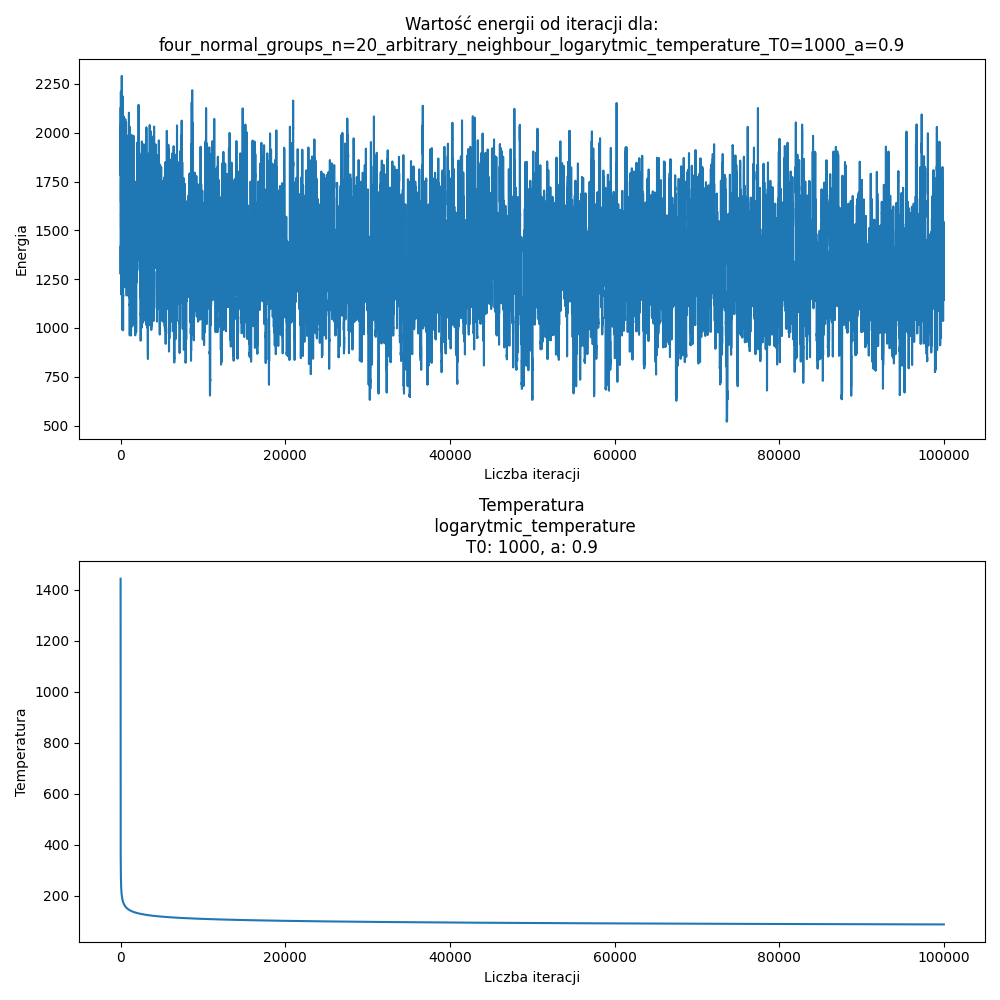 Wartość energii od iteracji dla:
four_normal_groups_n=20_arbitrary_neighbour_logarytmic_temperature_T0=1000_a=0.9
2250
2000
1750
1500
1250
1000
750
500
Energia
0 20000 40000 60000 80000 100000
Liczba iteracji
Temperatura
logarytmic_temperature
T0: 1000, a: 0.9
1400
1200
1000
800
600
400
200
Temperatura
0 20000 40000 60000 80000 100000
Liczba iteracji